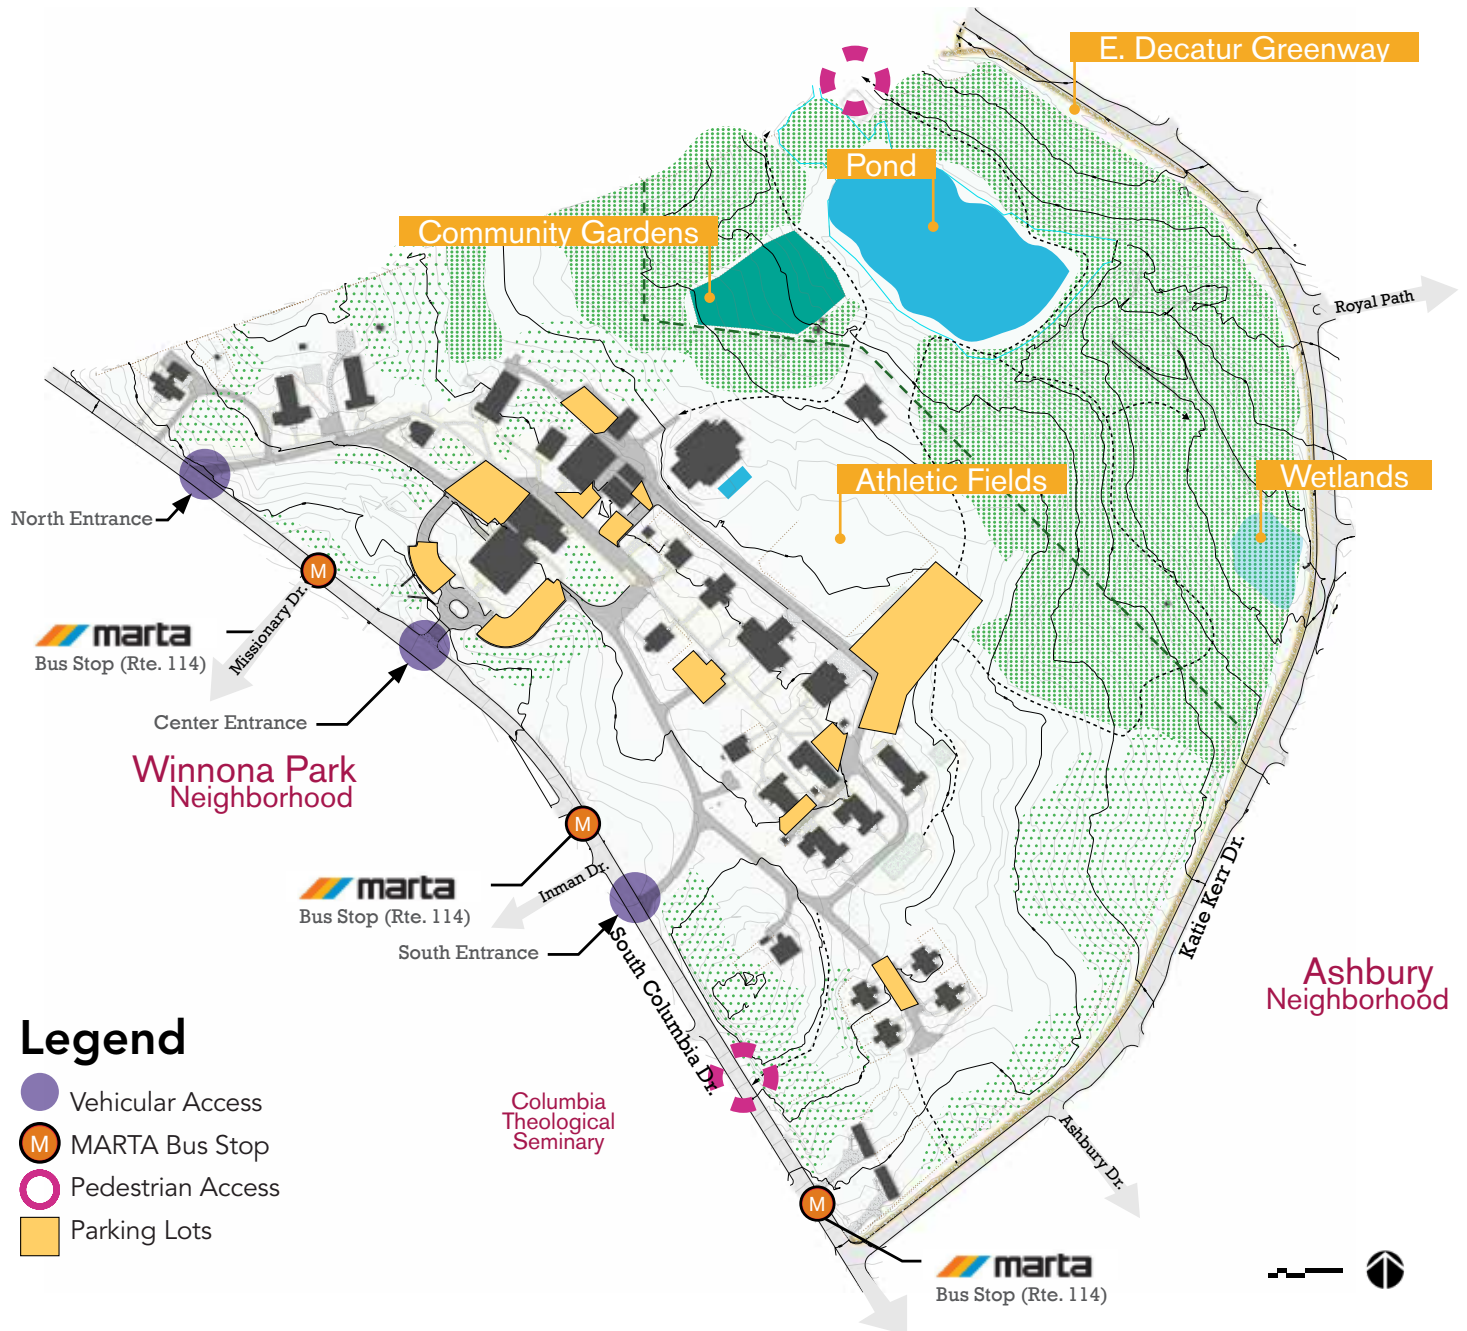 E. Decatur Greenway
Pond
Community Gardens
Royal Path
Athletic Fields
Wetlands
North Entrance
M
marta
Bus Stop (Rte. 114)
Missionary Dr.
Center Entrance
Winnona Park
Neighborhood
M
marta
Bus Stop (Rte. 114)
Inman Dr.
South Entrance
South Columbia Dr.
Katie Kerr Dr.
Ashbury
Neighborhood
Columbia
Theological
Seminary
Ashbury Dr.
M
marta
Bus Stop (Rte. 114)
Legend
Vehicular Access
M MARTA Bus Stop
Pedestrian Access
Parking Lots